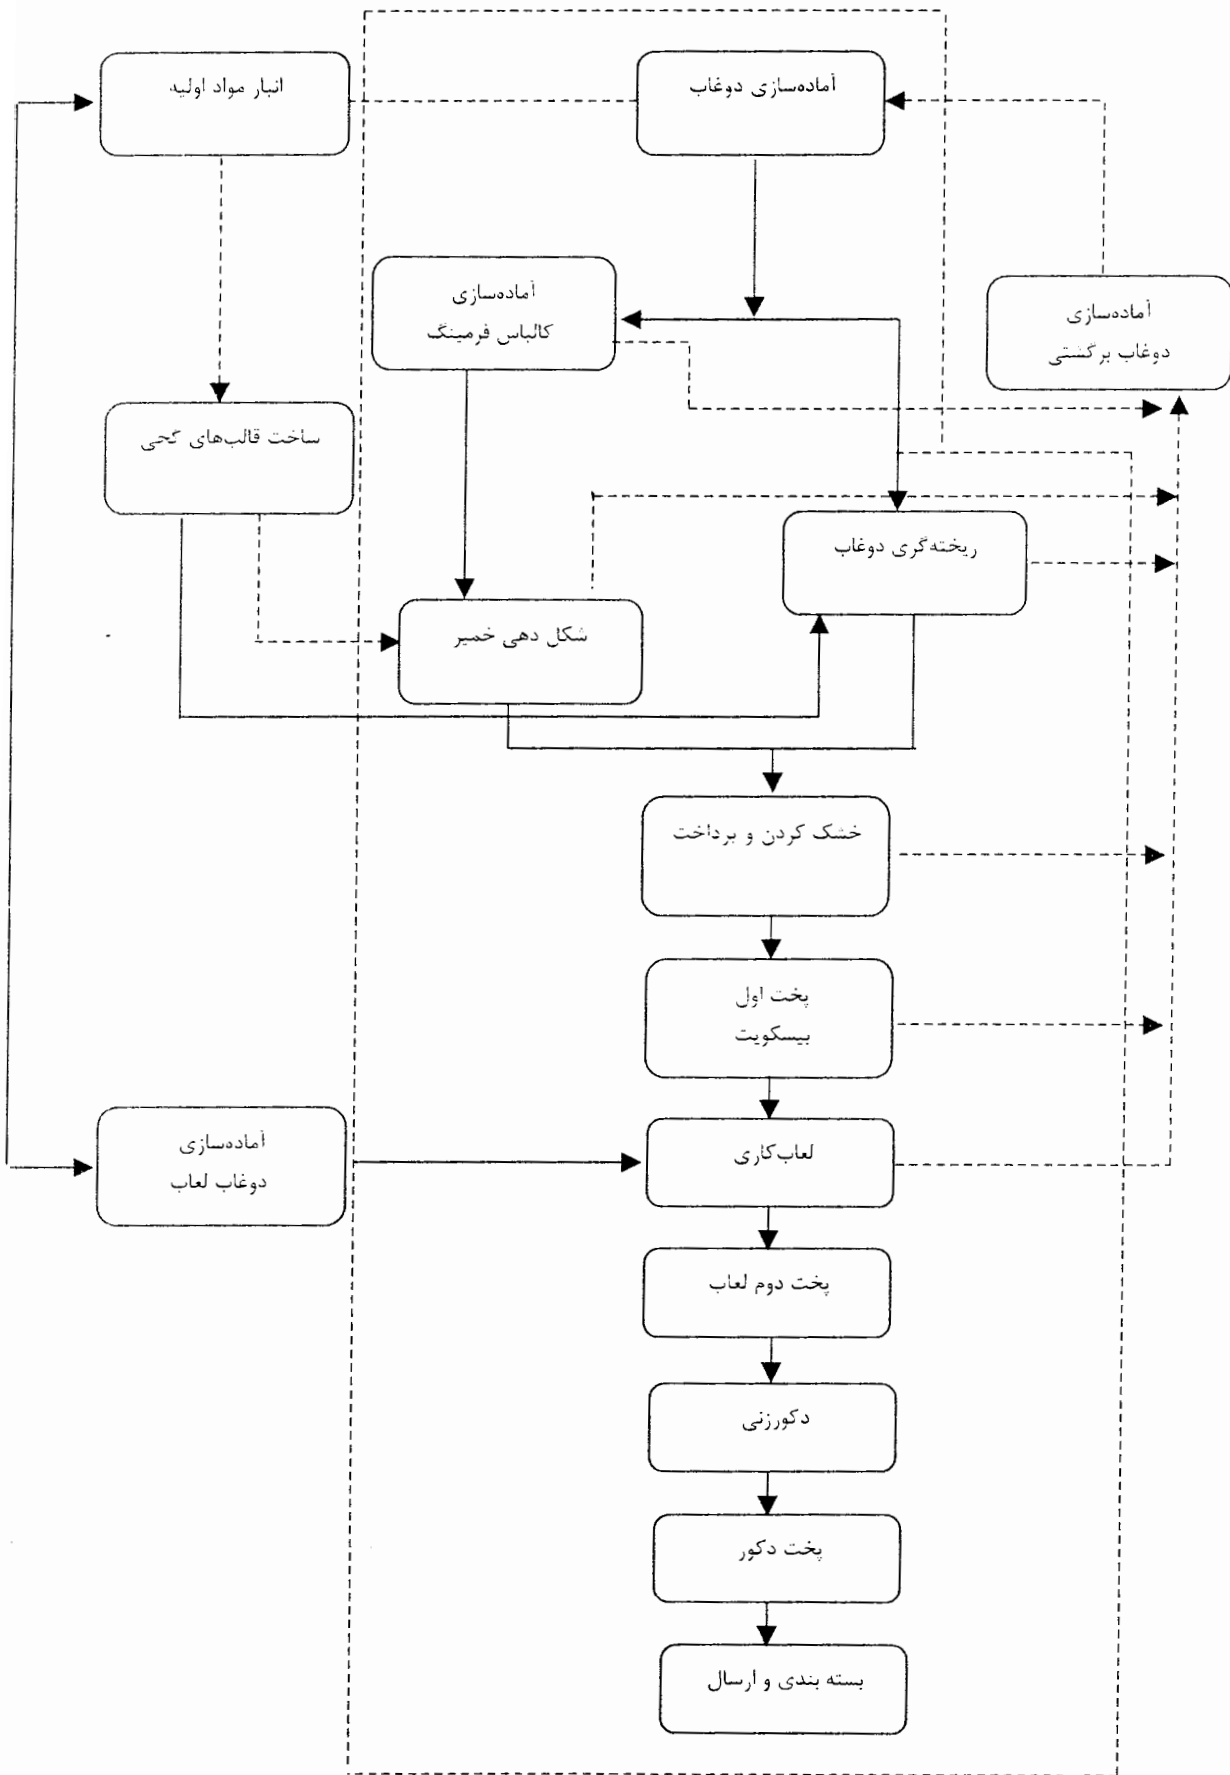 انبار مواد اولیه
آماده‌سازی دوغاب
آماده‌سازی
کالباس فرمینگ
آماده‌سازی
دوغاب برگشتی
ساخت قالب‌های گچی
ریخته‌گری دوغاب
شکل دهی خمیر
خشک کردن و پرداخت
پخت اول
بیسکویت
آماده‌سازی
دوغاب لعاب
لعاب‌کاری
پخت دوم لعاب
دکورزنی
پخت دکور
بسته بندی و ارسال